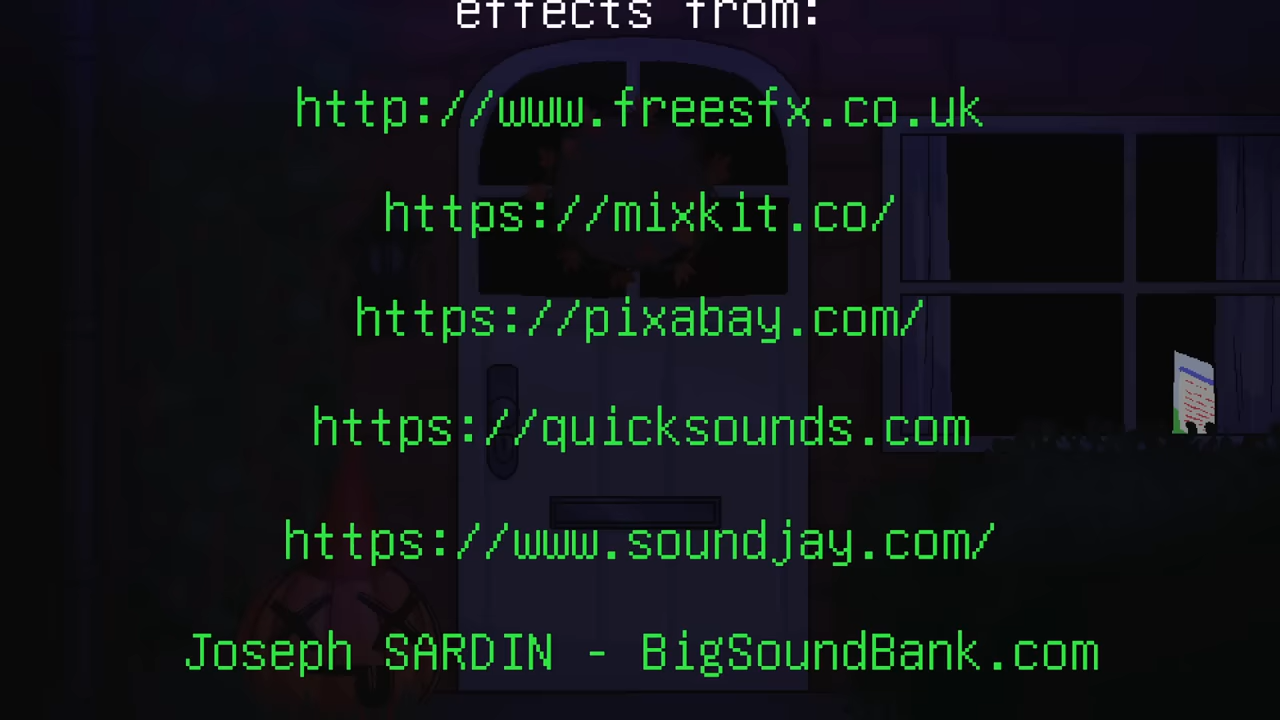 effects from:
http://www.freesfx.co.uk
https://mixkit.co/
https://pixabay.com/
https://quicksounds.com
https://www.soundjay.com/
Joseph SARDIN - BigSoundBank.com